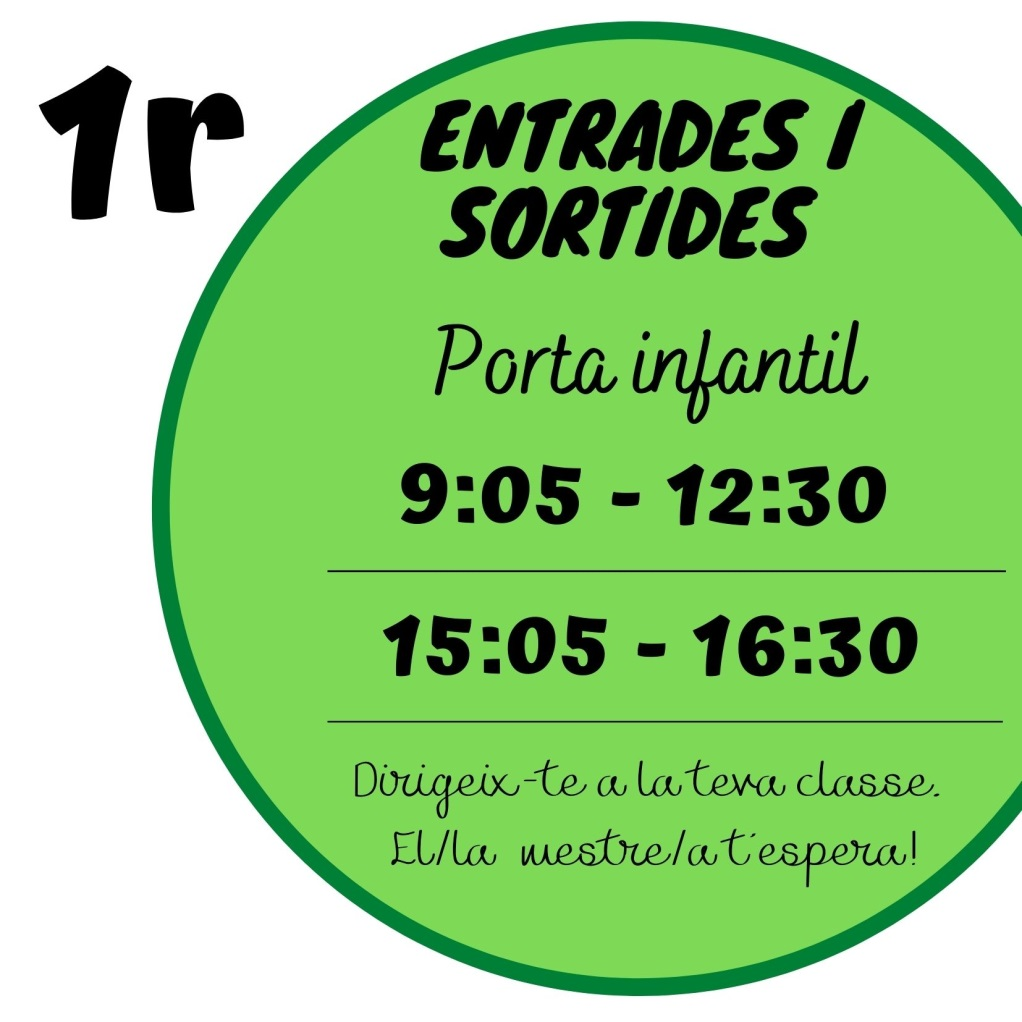 1r
ENTRADES I
SORTIDES
Porta infantil
9:05 - 12:30
15:05 - 16:30
Dirigeix-te a la teva classe.
El/la mestre/a t'espera!